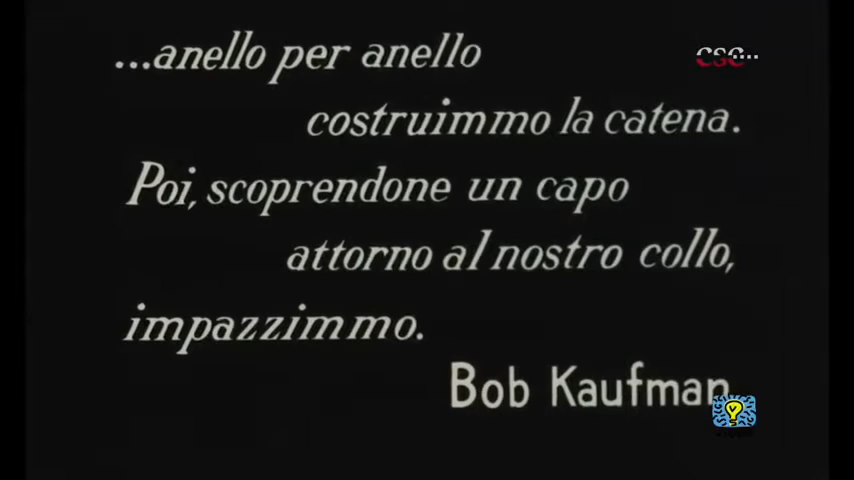 ...anello per anello
csc
costruimmo la catena.
Poi, scoprendone un capo
attorno al nostro collo,
impazzimmo.
Bob Kaufman